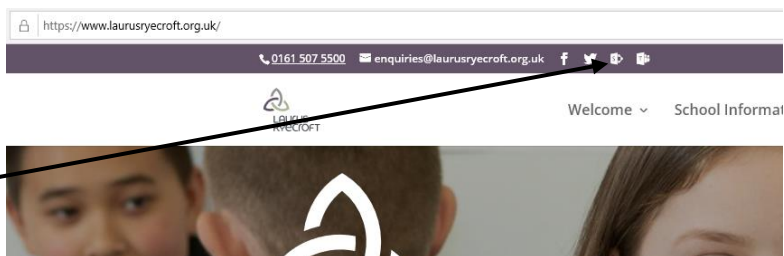 https://www.laurusryecroft.org.uk/
0161 507 5500 enquiries@laurusryecroft.org.uk
LAURUS
RYECROFT
Welcome School Informat